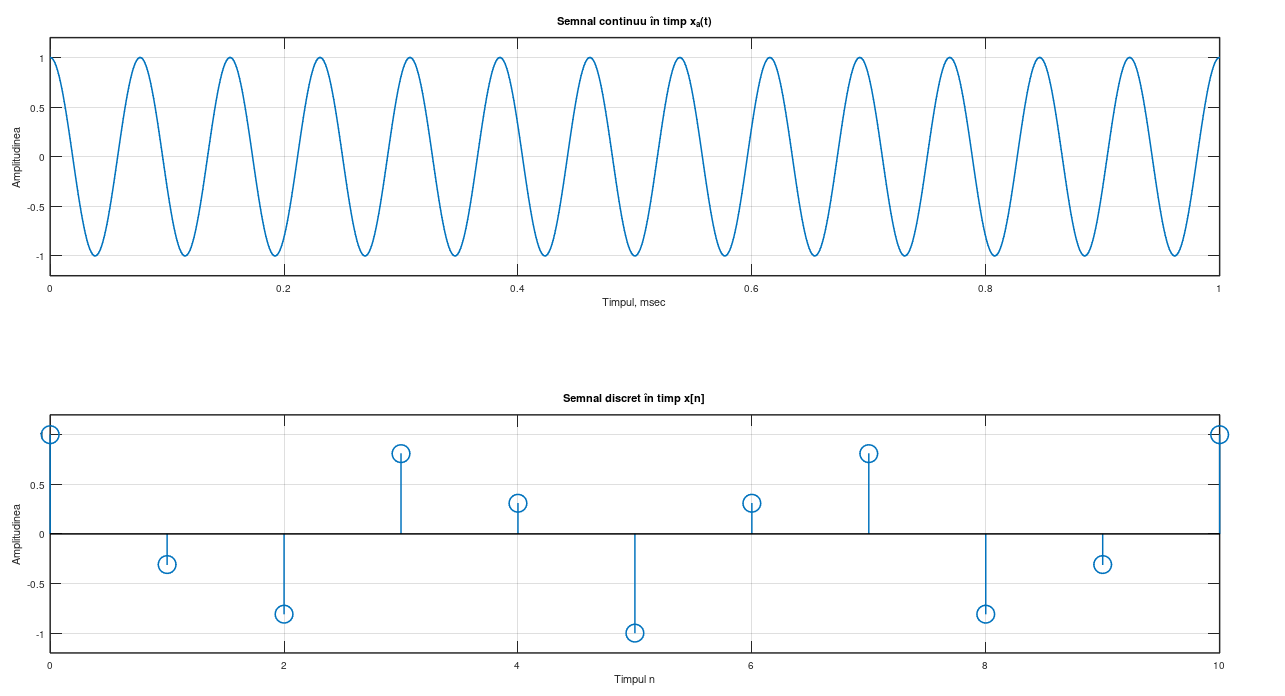 Semnal continuu în timp xₐ(t)
Amplitudinea
1
0.5
0
-0.5
-1
0 0.2 0.4 0.6 0.8 1
Timpul, msec
Semnal discret în timp x[n]
Amplitudinea
0.5
0
-0.5
-1
0 2 4 6 8 10
Timpul n